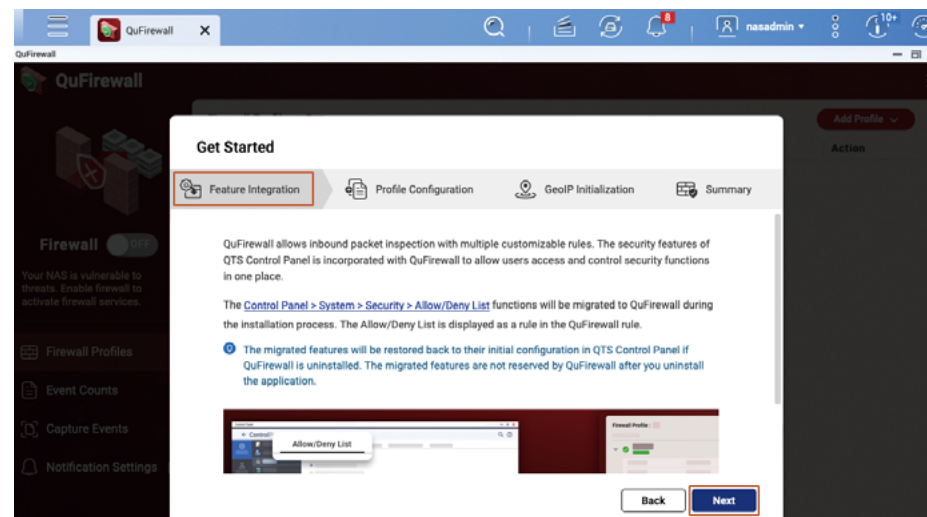 QuFirewall
8
nasadmin
10+
QuFirewall
QuFirewall
Add Profile
Action
Get Started
Feature Integration
Profile Configuration
GeoIP Initialization
Summary
Firewall
OFF
Your NAS is vulnerable to
threats. Enable firewall to
activate firewall services.
Firewall Profiles
Event Counts
Capture Events
Notification Settings
QuFirewall allows inbound packet inspection with multiple customizable rules. The security features of
QTS Control Panel is incorporated with QuFirewall to allow users access and control security functions
in one place.
The Control Panel > System > Security > Allow/Deny List functions will be migrated to QuFirewall during
the installation process. The Allow/Deny List is displayed as a rule in the QuFirewall rule.
The migrated features will be restored back to their initial configuration in QTS Control Panel if
QuFirewall is uninstalled. The migrated features are not reserved by QuFirewall after you uninstall
the application.
Allow/Deny List
Firewall Profile
Back
Next